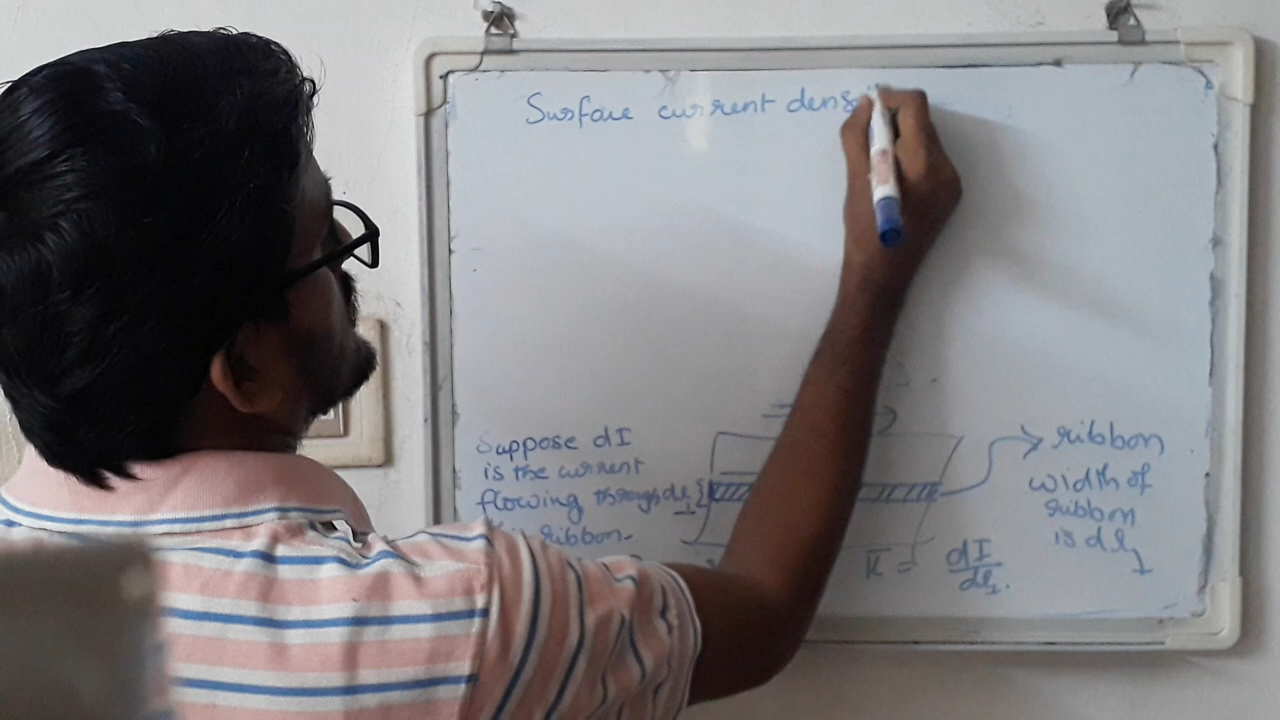 Surface current dens
Suppose dI
is the current
flowing through dl⊥
ribbon.
K = dI/dl⊥.
ribbon
width of
ribbon
is dl⊥